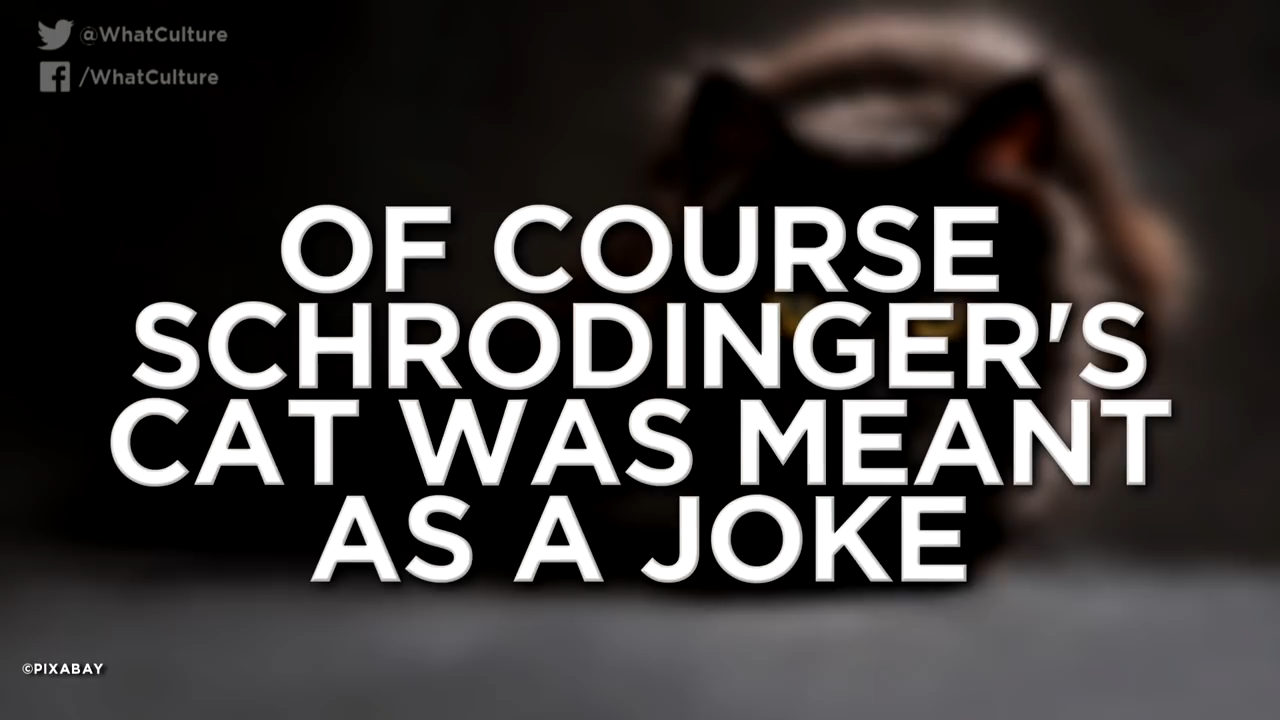 @WhatCulture
/WhatCulture
OF COURSE
SCHRODINGER'S
CAT WAS MEANT
AS A JOKE
©PIXABAY